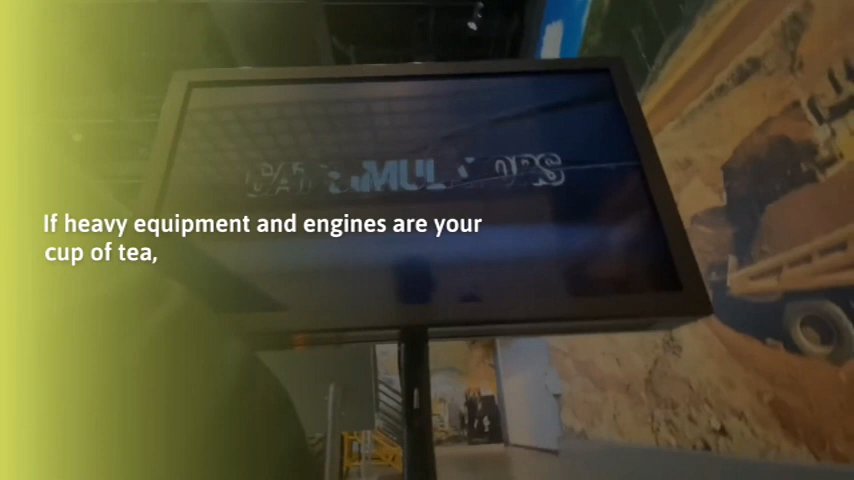 If heavy equipment and engines are your
cup of tea,